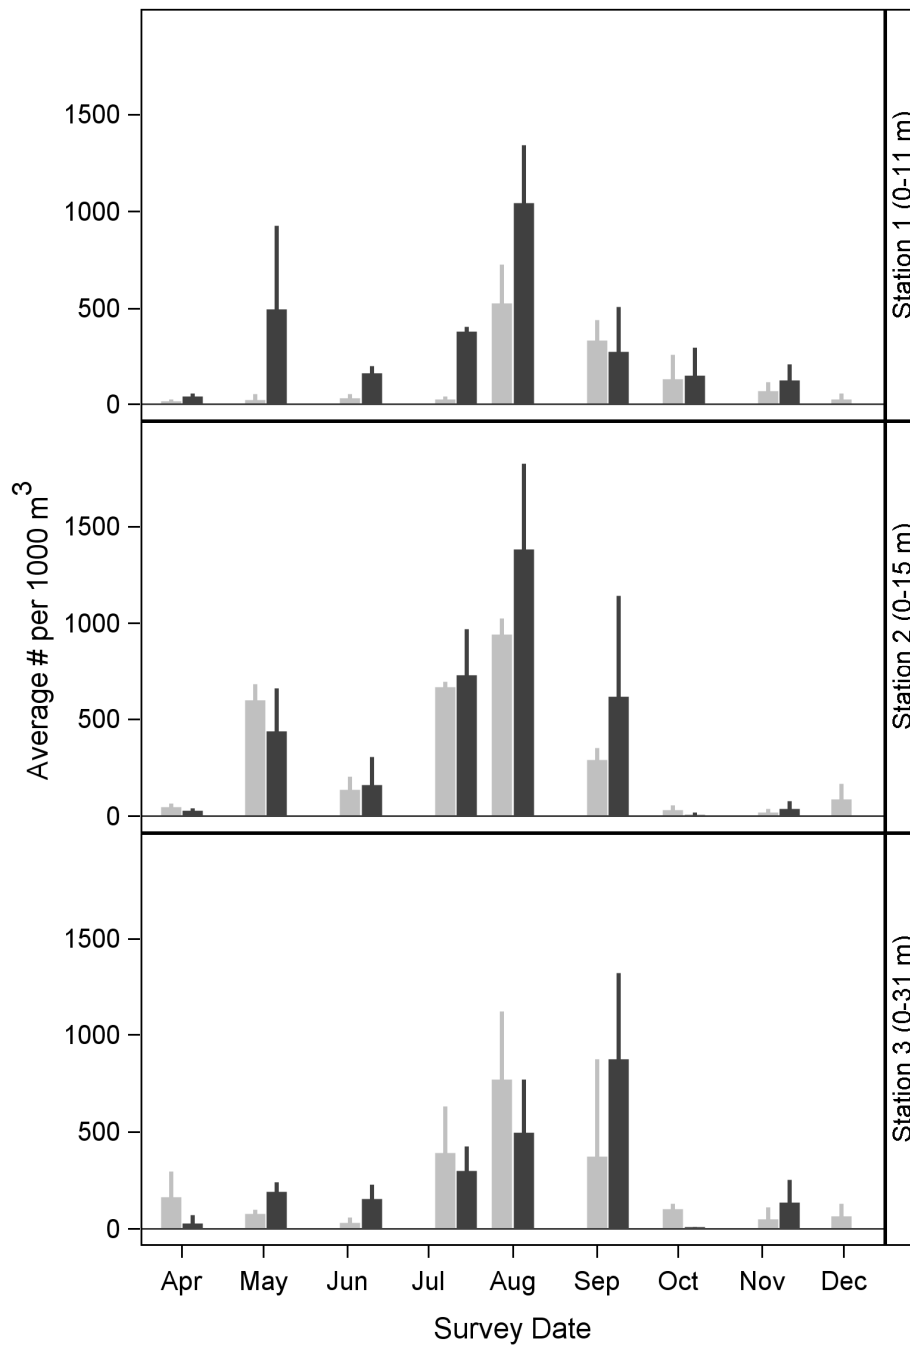 1500
1000
500
0
Station 1 (0-11 m)
1500
1000
500
0
Station 2 (0-15 m)
1500
1000
500
0
Station 3 (0-31 m)
Average # per 1000 m³
Apr May Jun Jul Aug Sep Oct Nov Dec
Survey Date